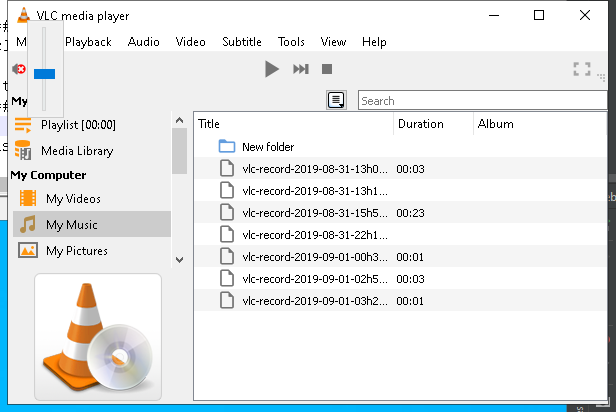 VLC media player
Playback Audio Video Subtitle Tools View Help
Search
Playlist [00:00]
Media Library
My Computer
My Videos
My Music
My Pictures
Title Duration Album
New folder
vlc-record-2019-08-31-13h0... 00:03
vlc-record-2019-08-31-13h1...
vlc-record-2019-08-31-15h5... 00:23
vlc-record-2019-08-31-22h1...
vlc-record-2019-09-01-00h3... 00:01
vlc-record-2019-09-01-02h5... 00:03
vlc-record-2019-09-01-03h2... 00:01